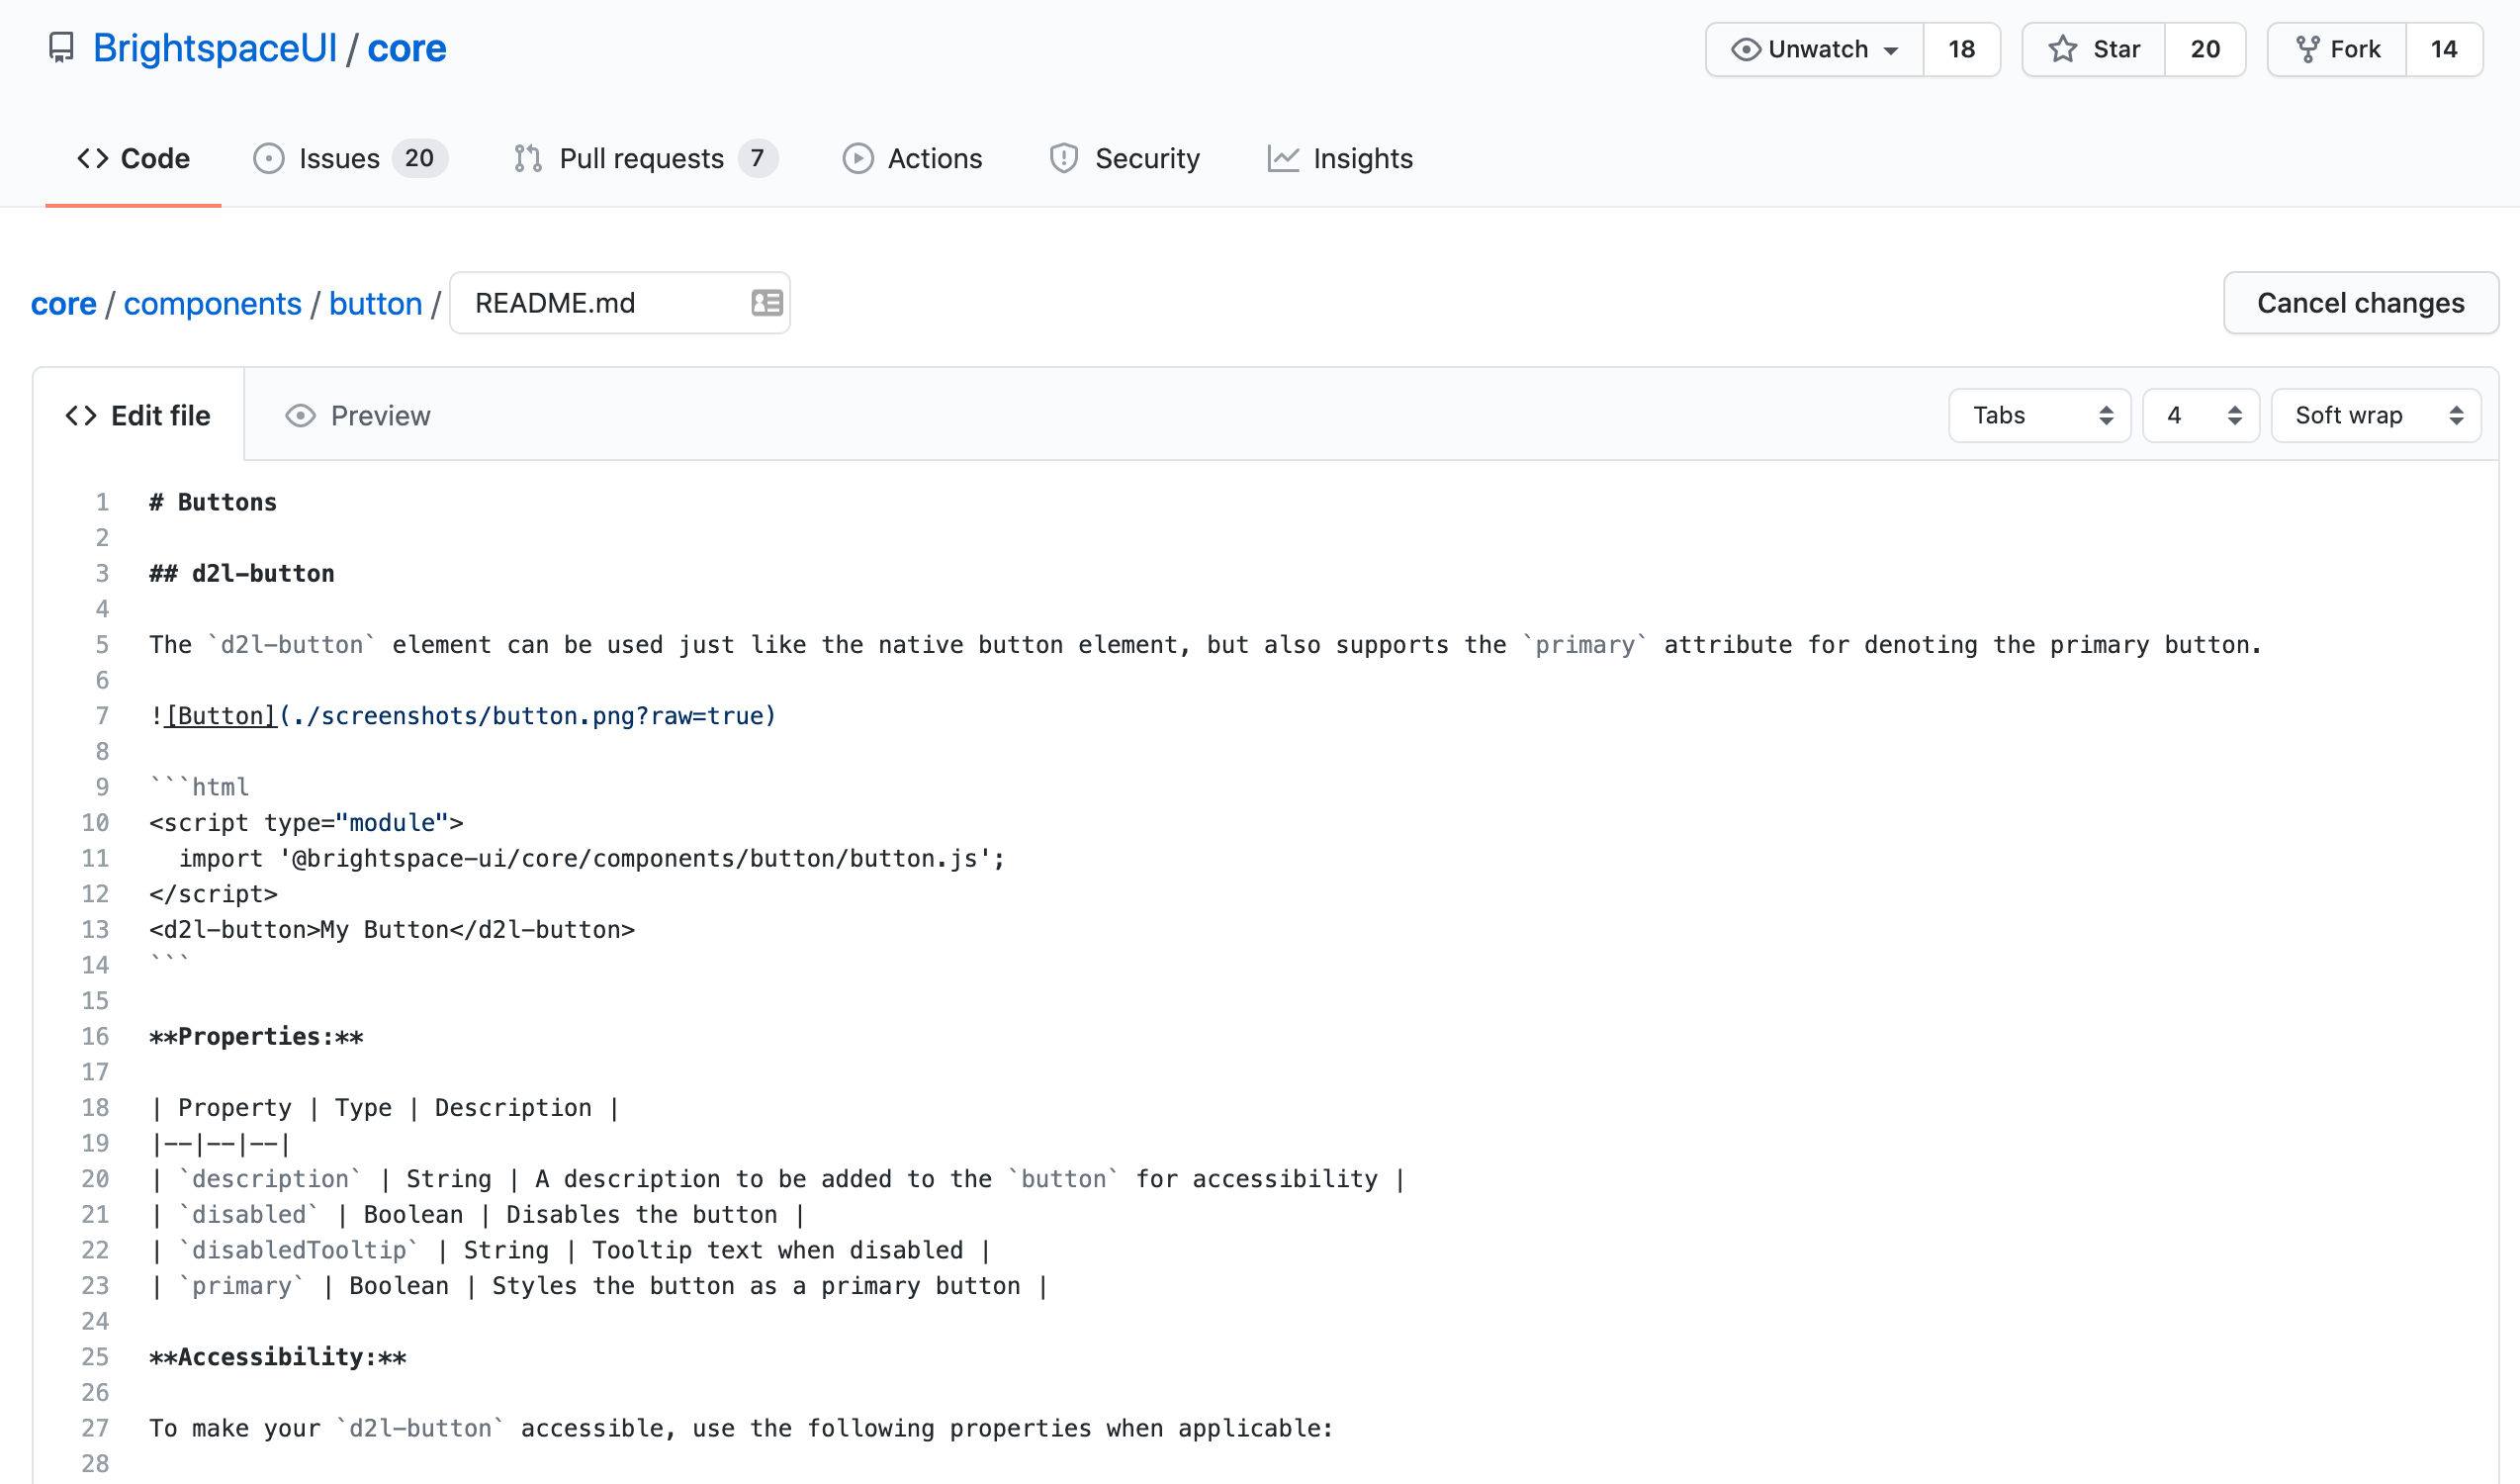 BrightspaceUI / core
Unwatch 18 Star 20 Fork 14
Code Issues 20 Pull requests 7 Actions Security Insights
core / components / button / README.md Cancel changes
Edit file Preview Tabs 4 Soft wrap
1 # Buttons
2
3 ## d2l-button
4
5 The `d2l-button` element can be used just like the native button element, but also supports the `primary` attribute for denoting the primary button.
6
7 ![Button](./screenshots/button.png?raw=true)
8
9 ```html
10 <script type="module">
11   import '@brightspace-ui/core/components/button/button.js';
12 </script>
13 <d2l-button>My Button</d2l-button>
14 ```
15
16 **Properties:**
17
18 | Property | Type | Description |
19 |--|--|--|
20 | `description` | String | A description to be added to the `button` for accessibility |
21 | `disabled` | Boolean | Disables the button |
22 | `disabledTooltip` | String | Tooltip text when disabled |
23 | `primary` | Boolean | Styles the button as a primary button |
24
25 **Accessibility:**
26
27 To make your `d2l-button` accessible, use the following properties when applicable:
28